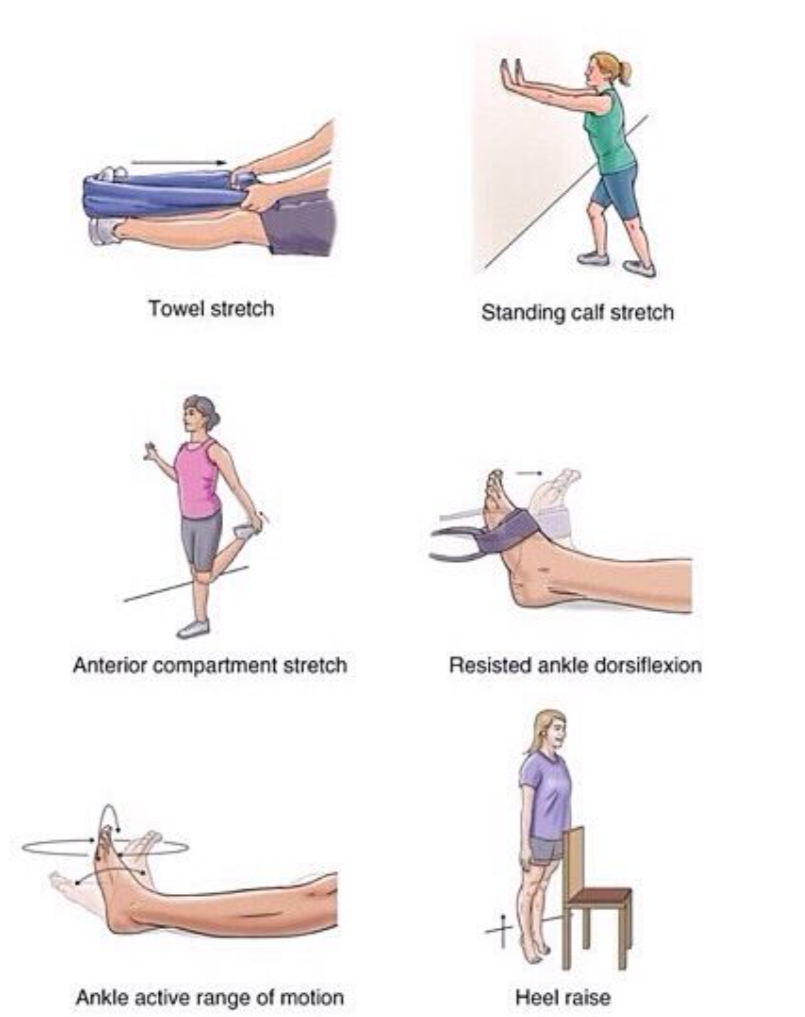 Towel stretch
Standing calf stretch
Anterior compartment stretch
Resisted ankle dorsiflexion
Ankle active range of motion
Heel raise